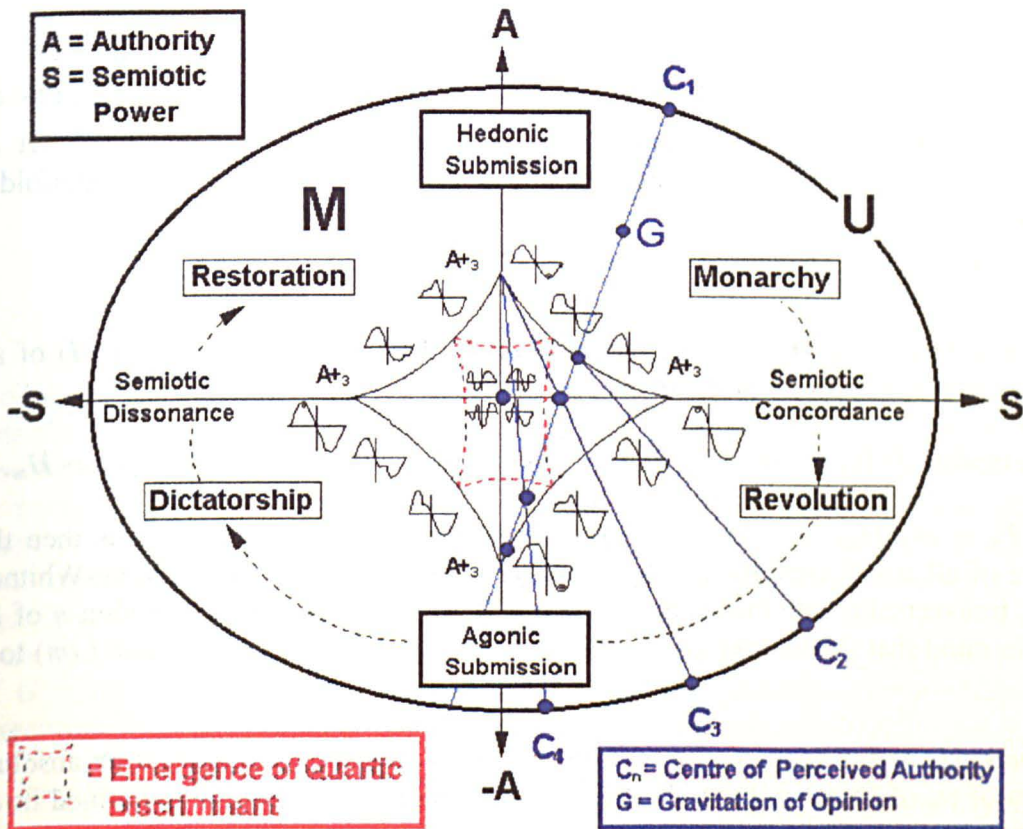 A
A = Authority
S = Semiotic
Power
C1
Hedonic
Submission
M
U
G
Restoration
A+3
Monarchy
A+3
A+3
Semiotic
Dissonance
Semiotic
Concordance
-S
S
Dictatorship
Revolution
A+3
Agonic
Submission
C2
C3
C4
-A
= Emergence of Quartic
Discriminant
Cn = Centre of Perceived Authority
G = Gravitation of Opinion